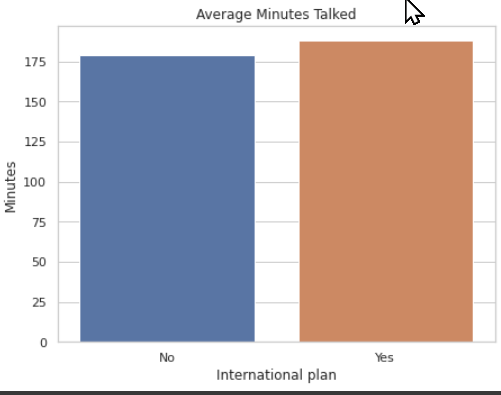 Average Minutes Talked
175
150
125
100
75
50
25
0
Minutes
No Yes
International plan